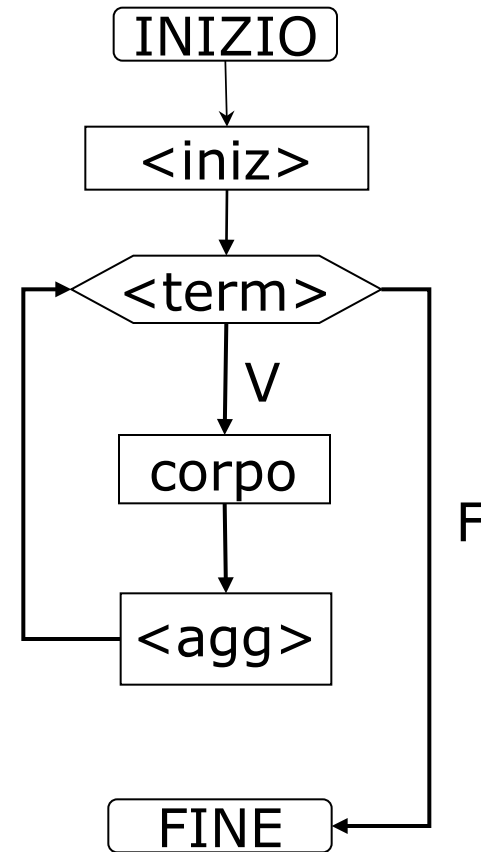 INIZIO
<iniz>
<term>
V
corpo
F
<agg>
FINE